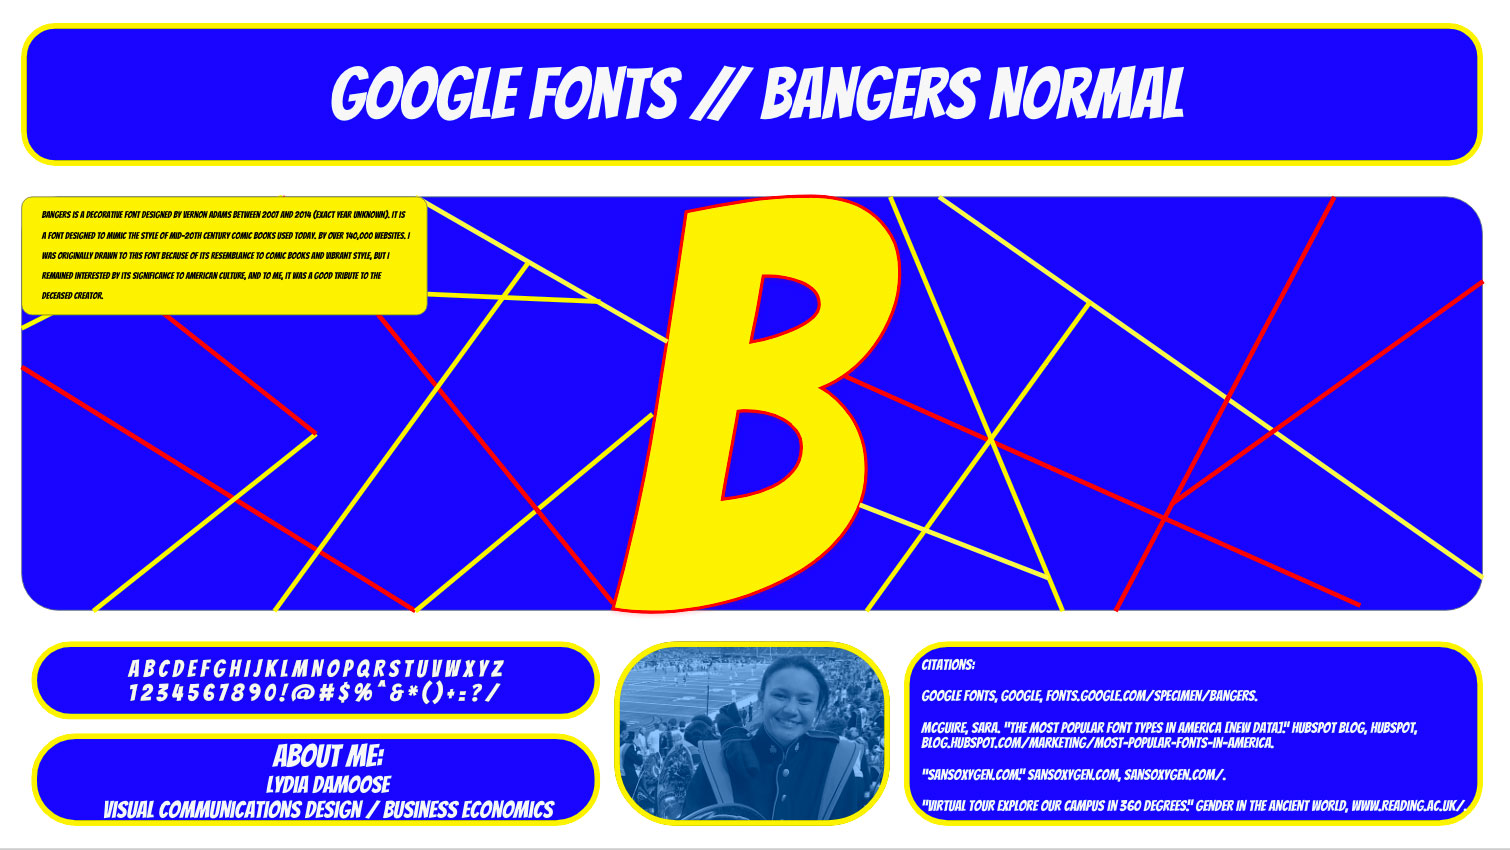 GOOGLE FONTS // BANGERS NORMAL
BANGERS IS A DECORATIVE FONT DESIGNED BY VERNON ADAMS BETWEEN 2007 AND 2014 (EXACT YEAR UNKNOWN). IT IS
A FONT DESIGNED TO MIMIC THE STYLE OF MID-20TH CENTURY COMIC BOOKS USED TODAY. BY OVER 140,000 WEBSITES. I
WAS ORIGINALLY DRAWN TO THIS FONT BECAUSE OF ITS RESEMBLANCE TO COMIC BOOKS AND VIBRANT STYLE, BUT I
REMAINED INTERESTED BY ITS SIGNIFICANCE TO AMERICAN CULTURE, AND TO ME, IT WAS A GOOD TRIBUTE TO THE
DECEASED CREATOR.
B
ABCDEFGHIJKLMNOPQRSTUVWXYZ
1234567890!@#$%^&*()+=?/
ABOUT ME:
LYDIA DAMOOSE
VISUAL COMMUNICATIONS DESIGN / BUSINESS ECONOMICS
CITATIONS:
GOOGLE FONTS, GOOGLE, FONTS.GOOGLE.COM/SPECIMEN/BANGERS.
MCGUIRE, SARA. "THE MOST POPULAR FONT TYPES IN AMERICA [NEW DATA]." HUBSPOT BLOG, HUBSPOT,
BLOG.HUBSPOT.COM/MARKETING/MOST-POPULAR-FONTS-IN-AMERICA.
"SANSOXYGEN.COM." SANSOXYGEN.COM, SANSOXYGEN.COM/.
"VIRTUAL TOUR EXPLORE OUR CAMPUS IN 360 DEGREES." GENDER IN THE ANCIENT WORLD, WWW.READING.AC.UK/.